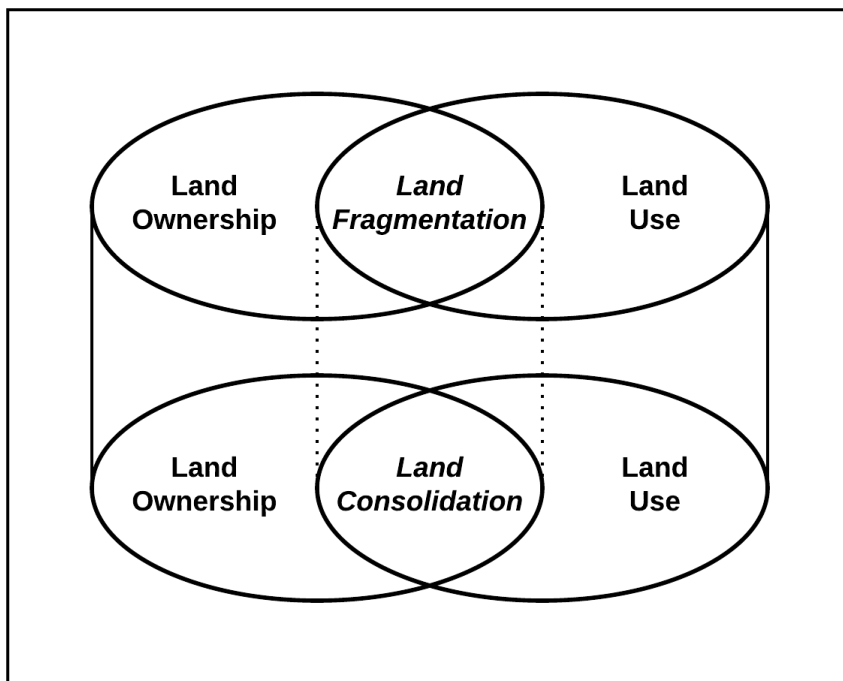 Land
Ownership
Land
Fragmentation
Land
Use
Land
Ownership
Land
Consolidation
Land
Use